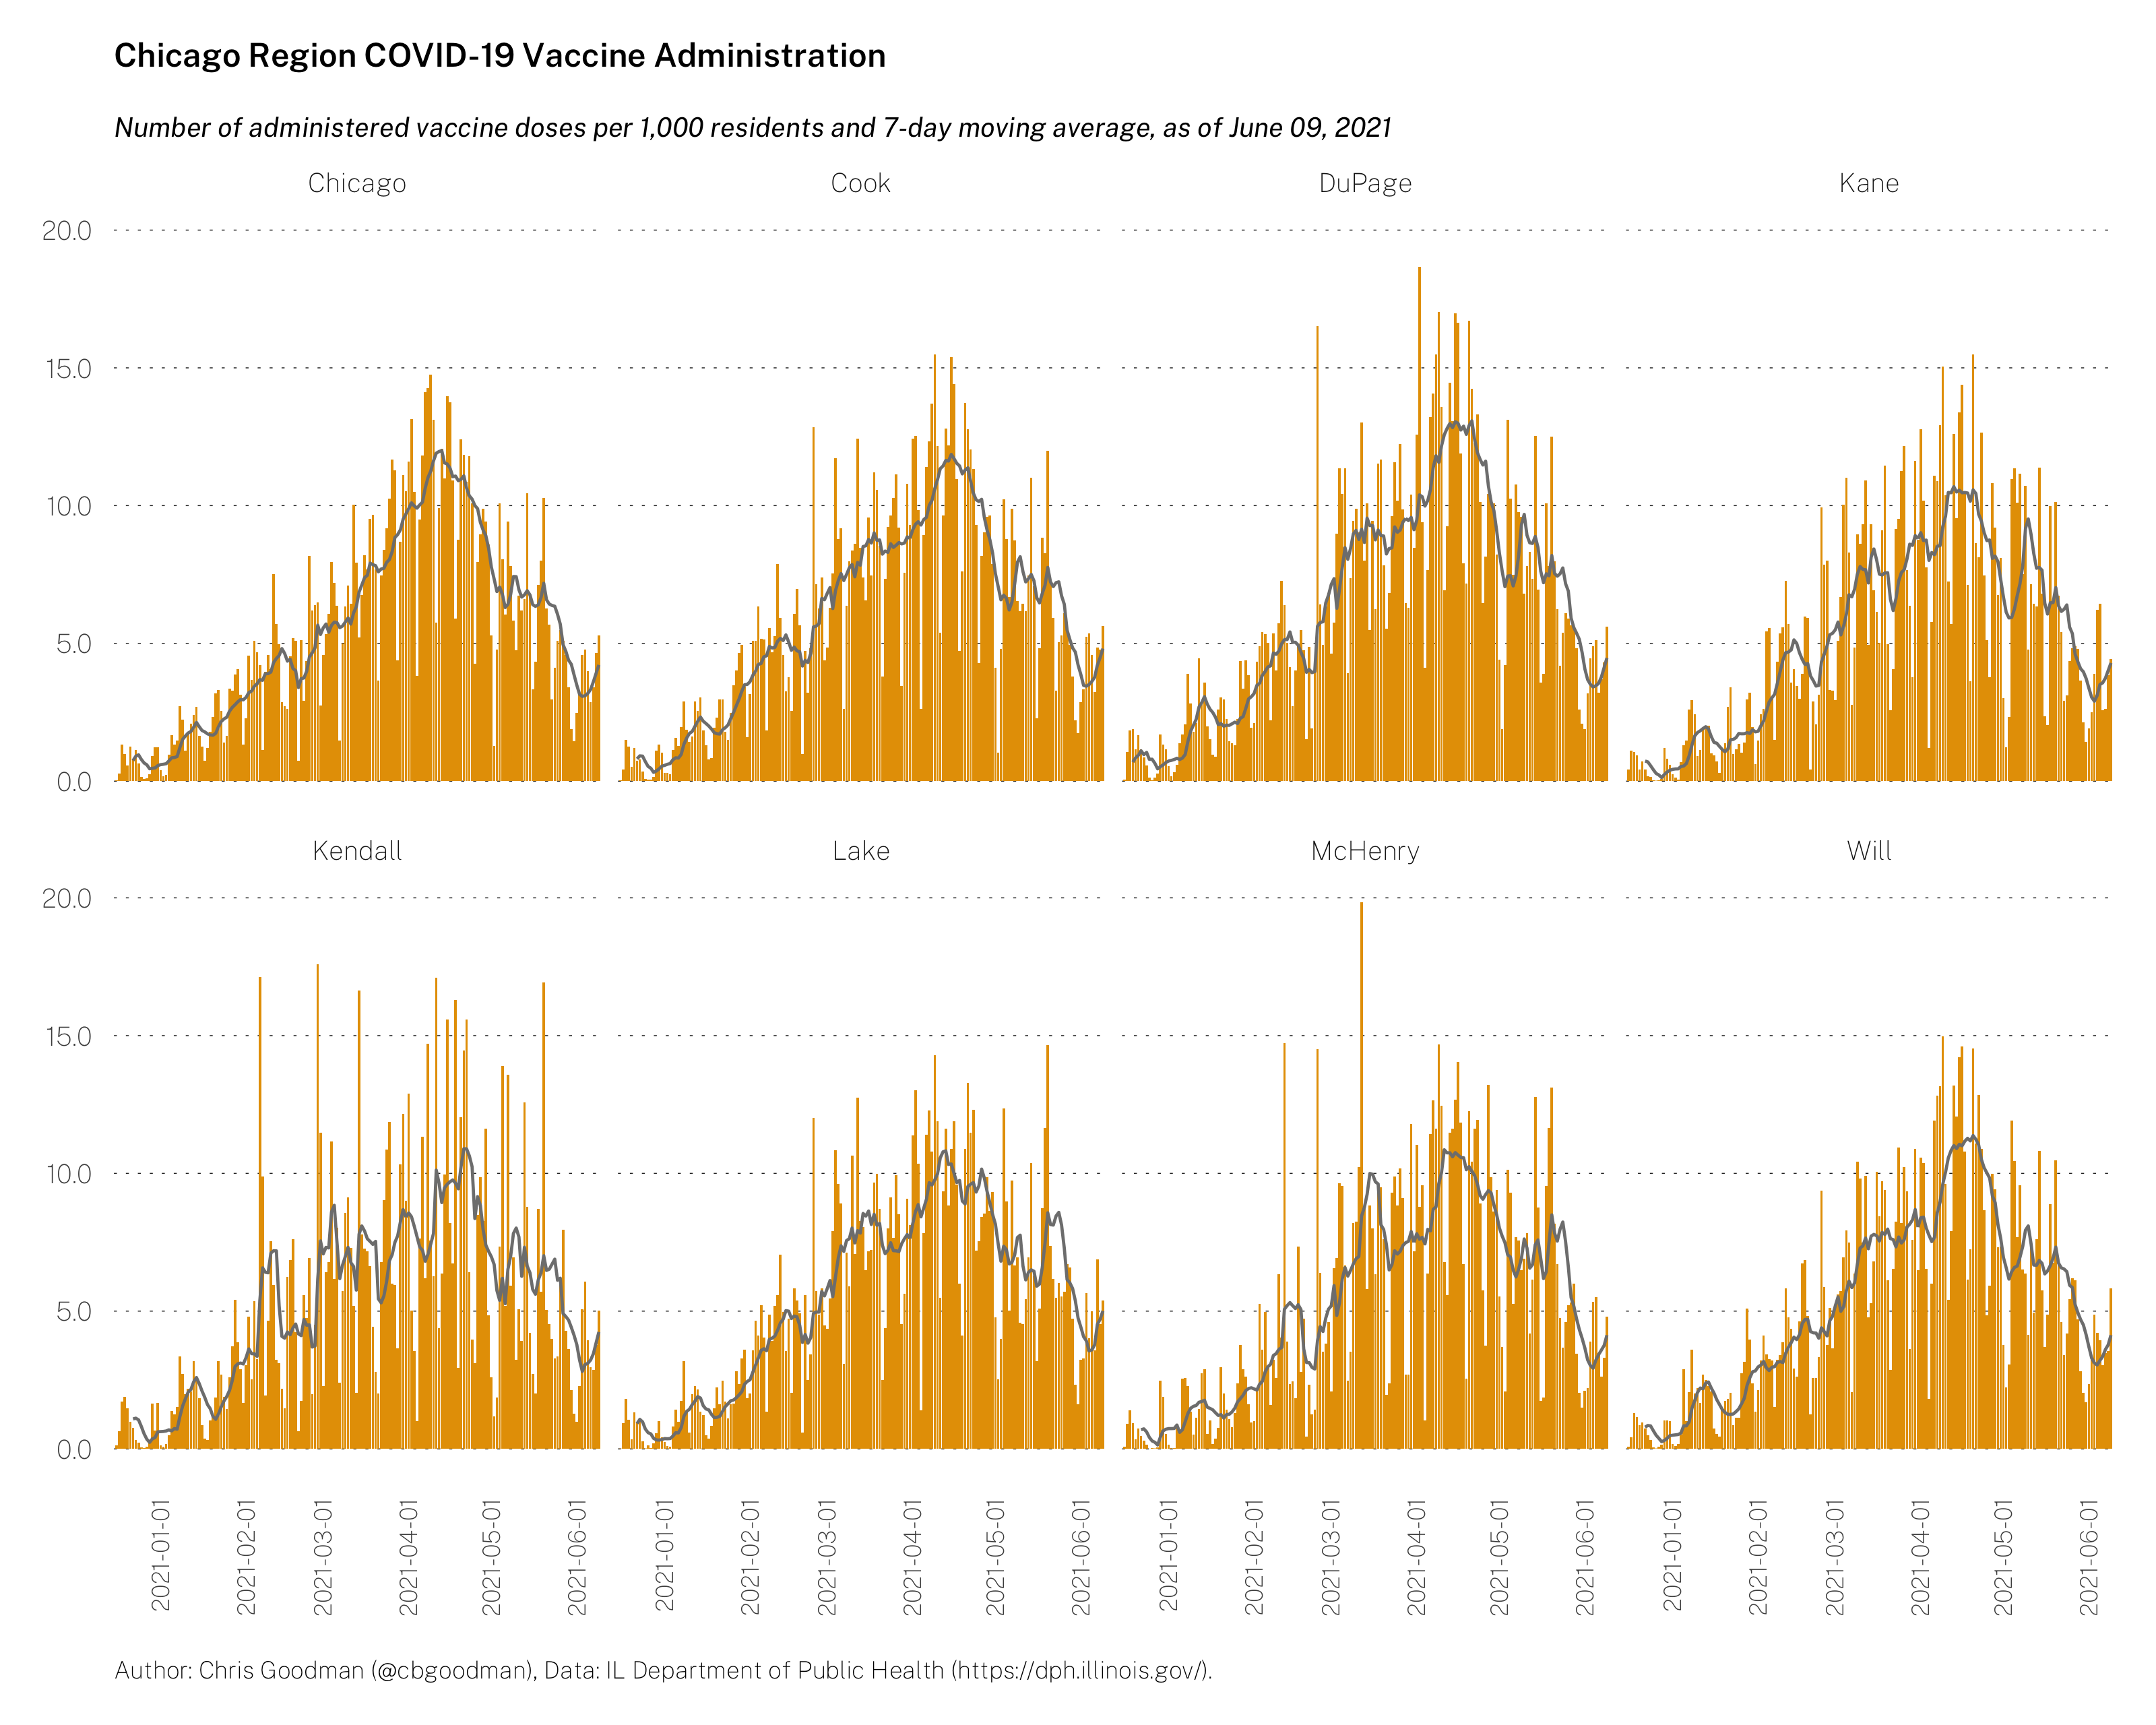 Chicago Region COVID-19 Vaccine Administration
Number of administered vaccine doses per 1,000 residents and 7-day moving average, as of June 09, 2021
Chicago Cook DuPage Kane
20.0
15.0
10.0
5.0
0.0
Kendall Lake McHenry Will
20.0
15.0
10.0
5.0
0.0
2021-01-01 2021-02-01 2021-03-01 2021-04-01 2021-05-01 2021-06-01 2021-01-01 2021-02-01 2021-03-01 2021-04-01 2021-05-01 2021-06-01 2021-01-01 2021-02-01 2021-03-01 2021-04-01 2021-05-01 2021-06-01 2021-01-01 2021-02-01 2021-03-01 2021-04-01 2021-05-01 2021-06-01
Author: Chris Goodman (@cbgoodman), Data: IL Department of Public Health (https://dph.illinois.gov/).